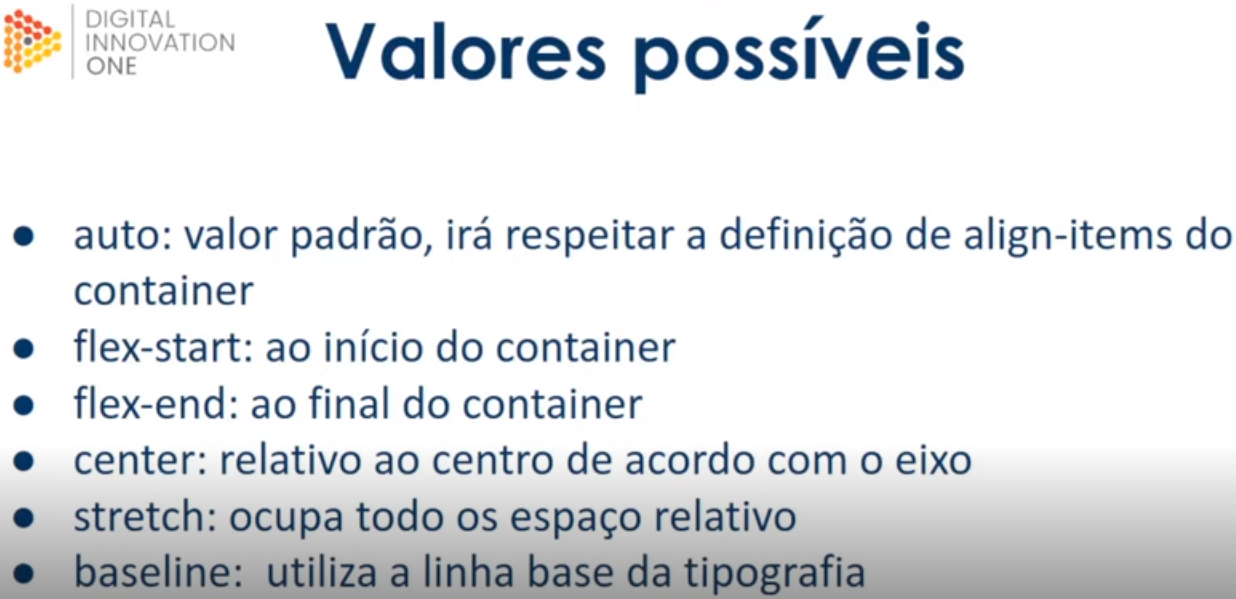 DIGITAL
INNOVATION
ONE
Valores possíveis
● auto: valor padrão, irá respeitar a definição de align-items do
container
● flex-start: ao início do container
● flex-end: ao final do container
● center: relativo ao centro de acordo com o eixo
● stretch: ocupa todo os espaço relativo
● baseline:  utiliza a linha base da tipografia